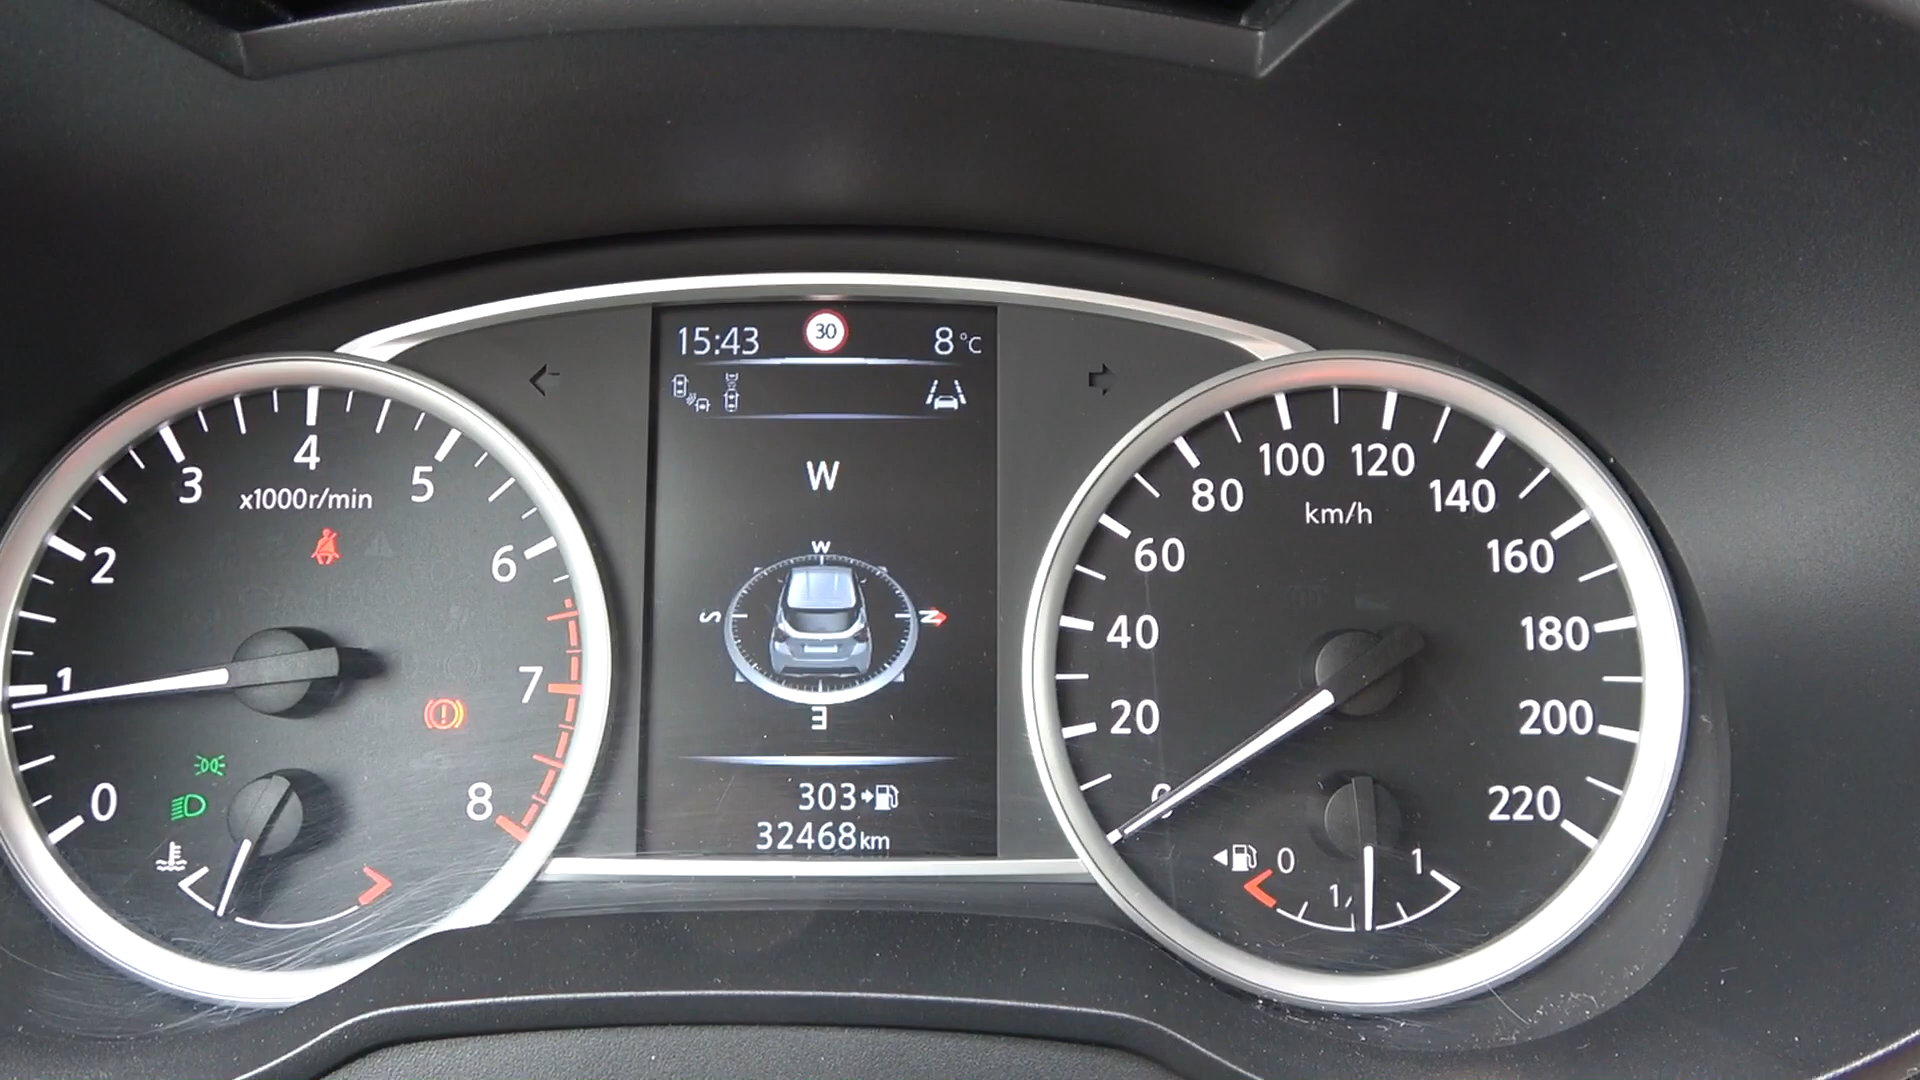 15:43 30 8°C
W
W
S N
E
303
32468km
0 1 2 3 4 5 6 7 8
x1000r/min
0 20 40 60 80 100 120 140 160 180 200 220
km/h
0 1